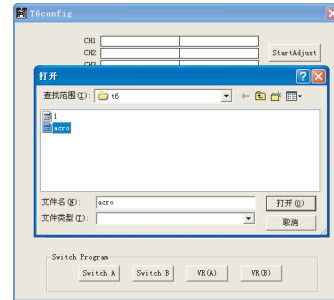 T6config
CH1
CH2
StartAdjust
CH3
打开
查找范围(I): t6
1
acro
文件名(N): acro 打开(O)
文件类型(T): 取消
Switch Program
Switch A Switch B VR(A) VR(B)